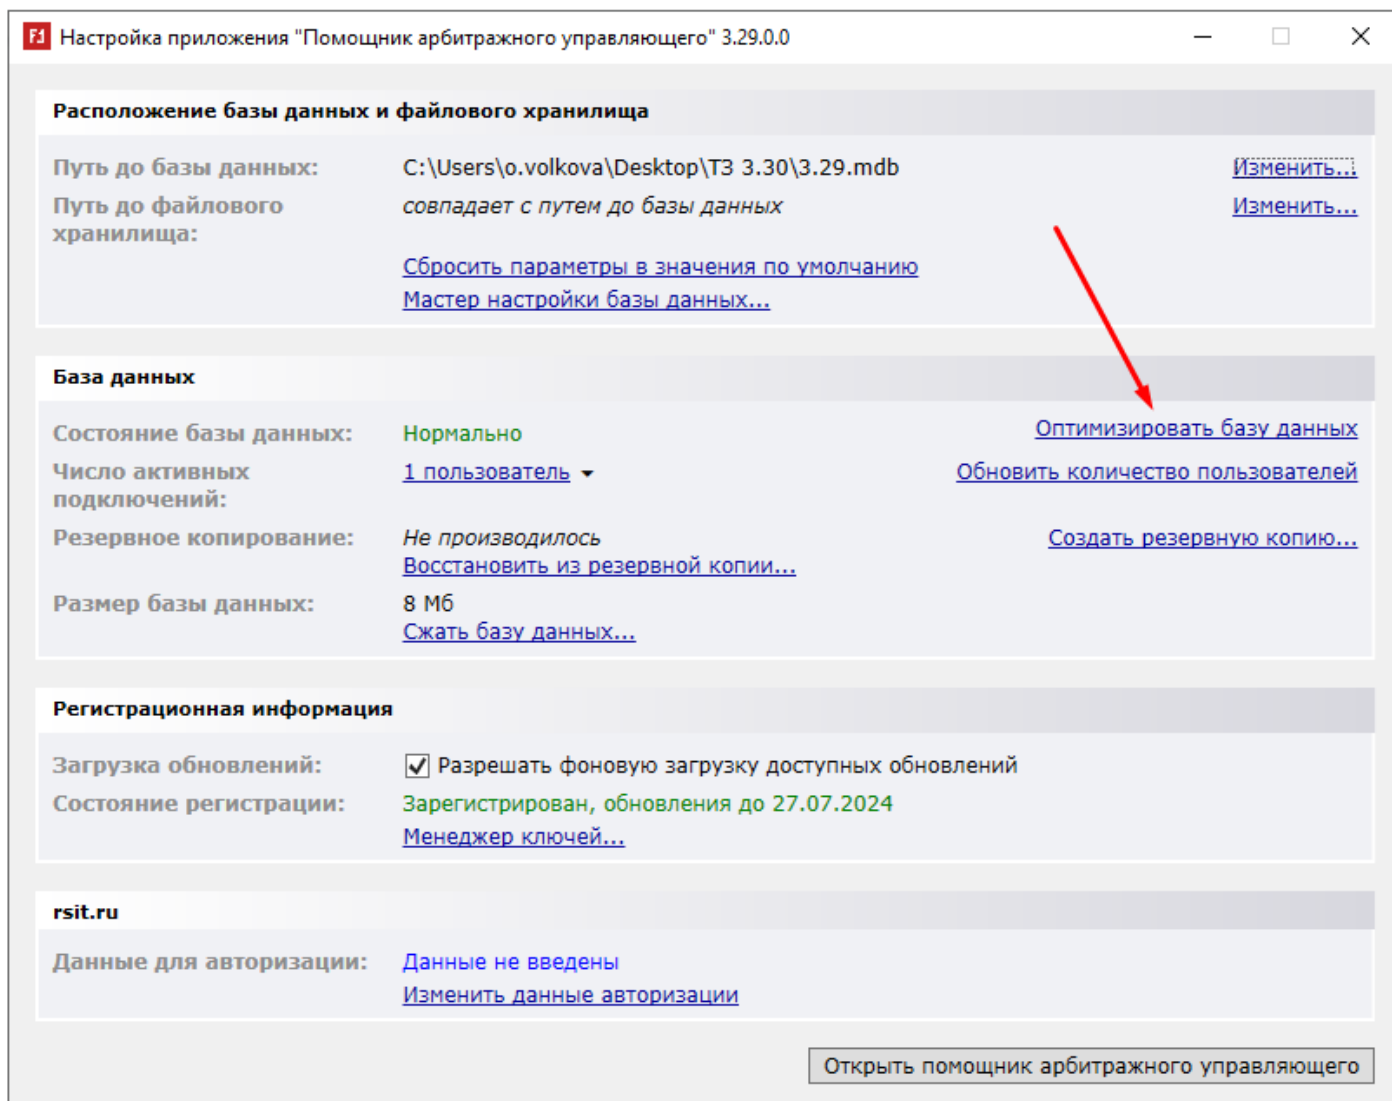 Настройка приложения "Помощник арбитражного управляющего" 3.29.0.0
Расположение базы данных и файлового хранилища
Путь до базы данных: C:\Users\o.volkova\Desktop\ТЗ 3.30\3.29.mdb Изменить...
Путь до файлового хранилища: совпадает с путем до базы данных Изменить...
Сбросить параметры в значения по умолчанию
Мастер настройки базы данных...
База данных
Состояние базы данных: Нормально Оптимизировать базу данных
Число активных подключений: 1 пользователь Обновить количество пользователей
Резервное копирование: Не производилось Создать резервную копию...
Восстановить из резервной копии...
Размер базы данных: 8 Мб
Сжать базу данных...
Регистрационная информация
Загрузка обновлений: Разрешать фоновую загрузку доступных обновлений
Состояние регистрации: Зарегистрирован, обновления до 27.07.2024
Менеджер ключей...
rsit.ru
Данные для авторизации: Данные не введены
Изменить данные авторизации
Открыть помощник арбитражного управляющего